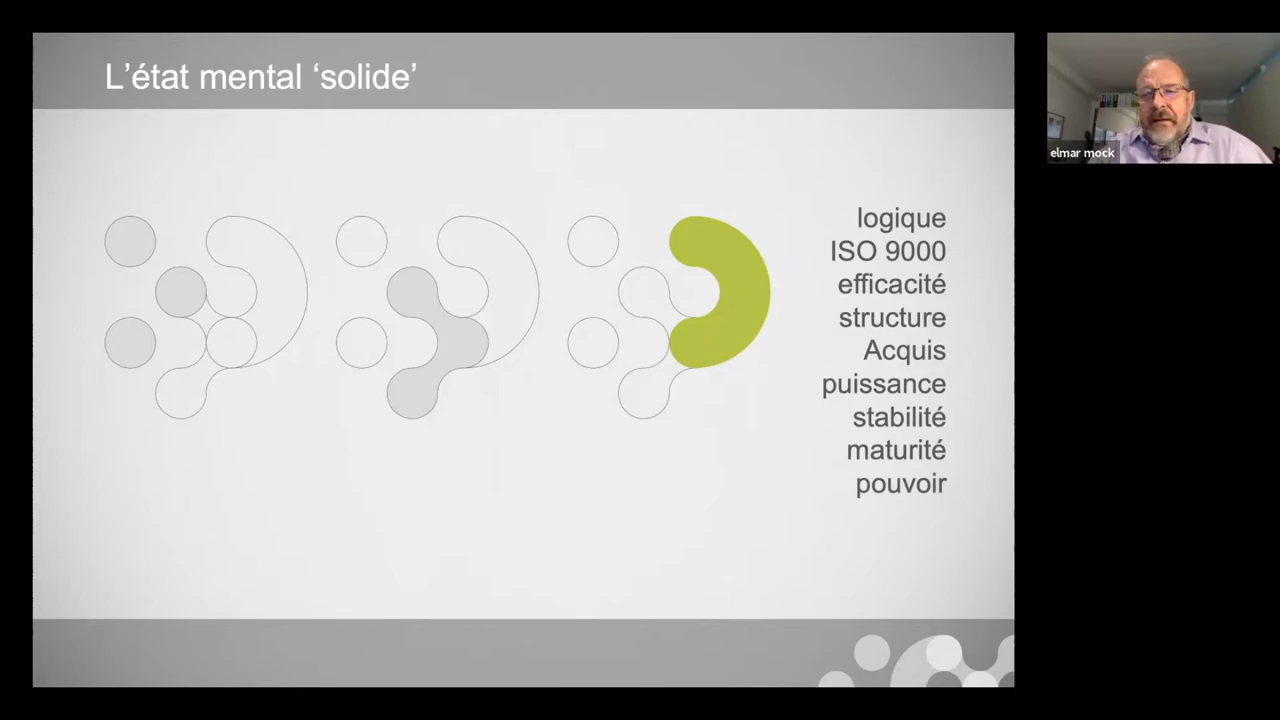 L’état mental ‘solide’
elmar mock
logique
ISO 9000
efficacité
structure
Acquis
puissance
stabilité
maturité
pouvoir